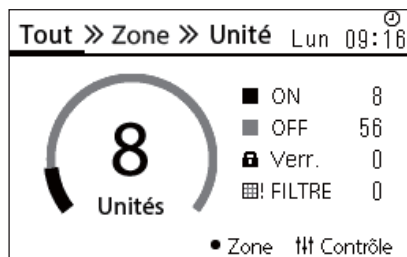 Tout » Zone » Unité Lun 09:16
8
Unités
ON 8
OFF 56
Verr. 0
! FILTRE 0
● Zone Contrôle